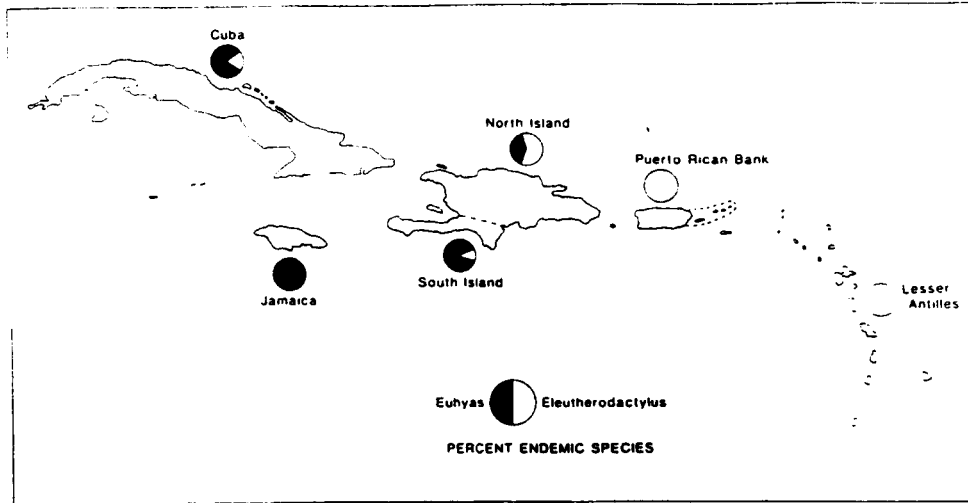 Cuba
North Island
Puerto Rican Bank
South Island
Jamaica
Lesser
Antilles
Euhyas Eleutherodactylus
PERCENT ENDEMIC SPECIES